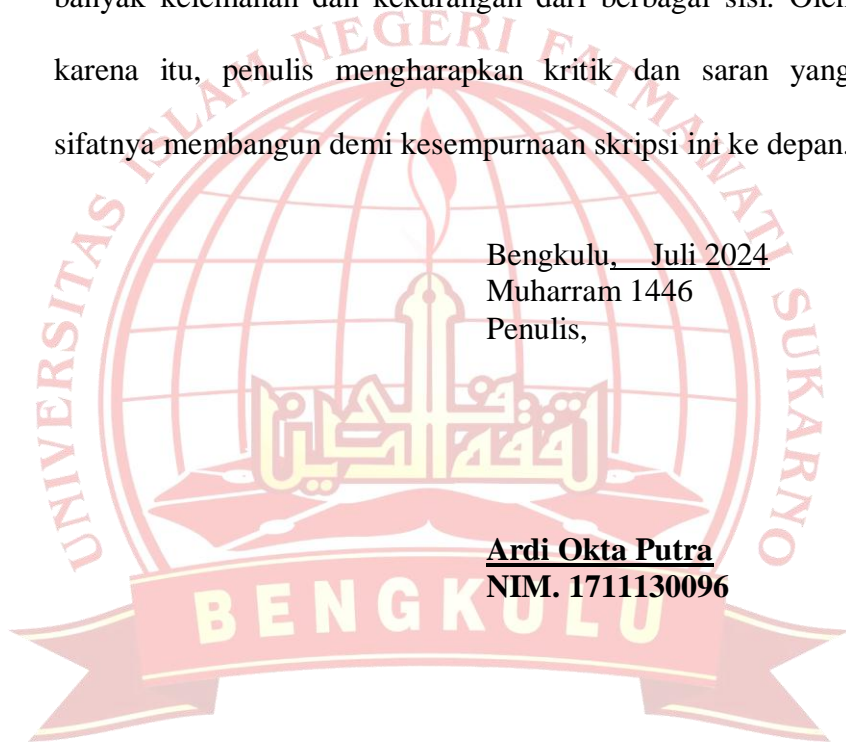 banyak kelemahan dan kekurangan dari berbagai sisi. Oleh
karena itu, penulis mengharapkan kritik dan saran yang
sifatnya membangun demi kesempurnaan skripsi ini ke depan.
Bengkulu, Juli 2024
Muharram 1446
Penulis,
Ardi Okta Putra
NIM. 1711130096
UNIVERSITAS ISLAM NEGERI FATMAWATI SUKARNO
BENGKULU